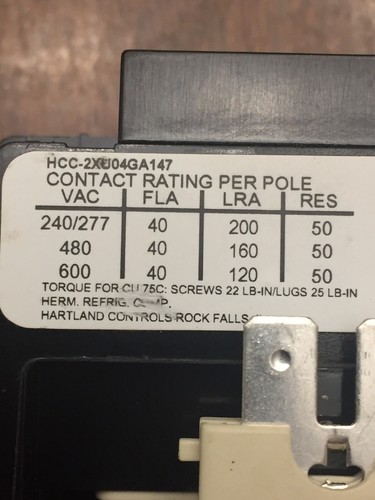 HCC-2XU04GA147
CONTACT RATING PER POLE
VAC FLA LRA RES
240/277 40 200 50
480 40 160 50
600 40 120 50
TORQUE FOR CU 75C: SCREWS 22 LB-IN/LUGS 25 LB-IN
HERM. REFRIG.
HARTLAND CONTROLS ROCK FALLS